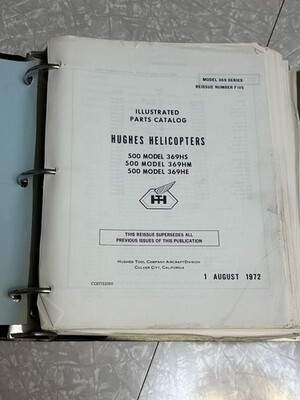 MODEL 369 SERIES
REISSUE NUMBER FIVE
ILLUSTRATED
PARTS CATALOG
HUGHES HELICOPTERS
500 MODEL 369HS
500 MODEL 369HM
500 MODEL 369HE
THIS REISSUE SUPERSEDES ALL
PREVIOUS ISSUES OF THIS PUBLICATION
HUGHES TOOL COMPANY AIRCRAFT DIVISION
CULVER CITY, CALIFORNIA
1 AUGUST 1972